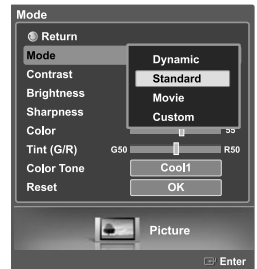 Mode
Return
Mode
Dynamic
Standard
Movie
Custom
Contrast
Brightness
Sharpness
Color 55
Tint (G/R) G50 R50
Color Tone Cool1
Reset OK
Picture
Enter